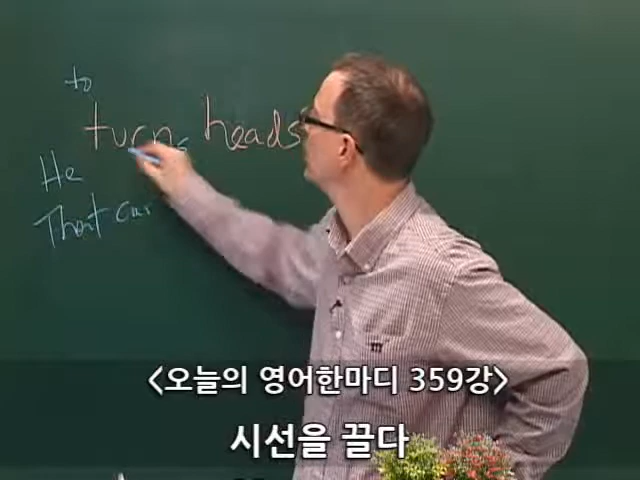 to
turns heads
He
That car
<오늘의 영어한마디 359강>
시선을 끌다